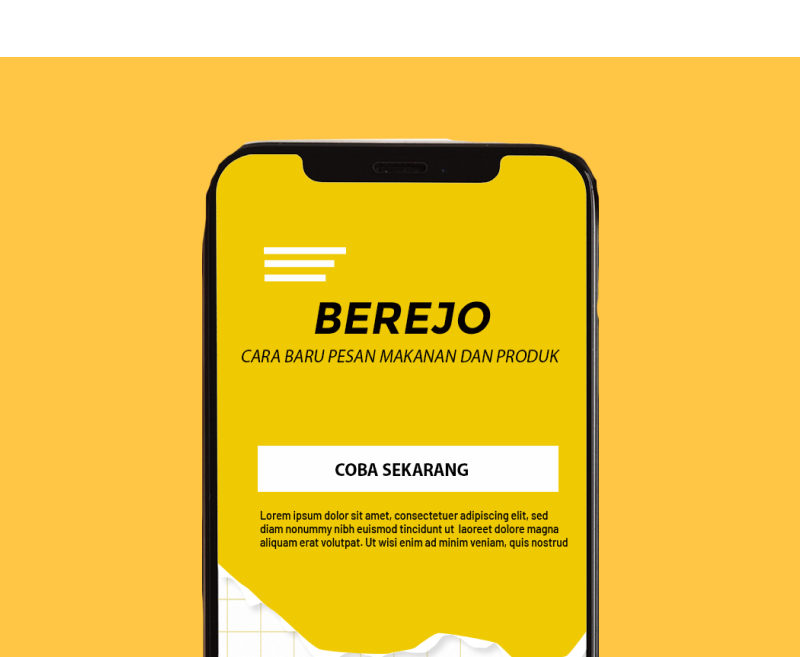 BEREJO
CARA BARU PESAN MAKANAN DAN PRODUK
COBA SEKARANG
Lorem ipsum dolor sit amet, consectetuer adipiscing elit, sed
diam nonummy nibh euismod tincidunt ut laoreet dolore magna
aliquam erat volutpat. Ut wisi enim ad minim veniam, quis nostrud